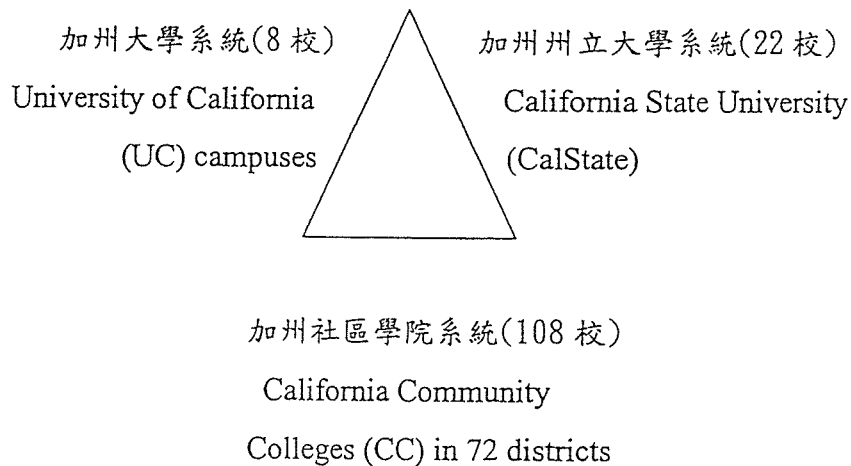 加州大學系統(8 校)
University of California
(UC) campuses
加州州立大學系統(22 校)
California State University
(CalState)
加州社區學院系統(108 校)
California Community
Colleges (CC) in 72 districts